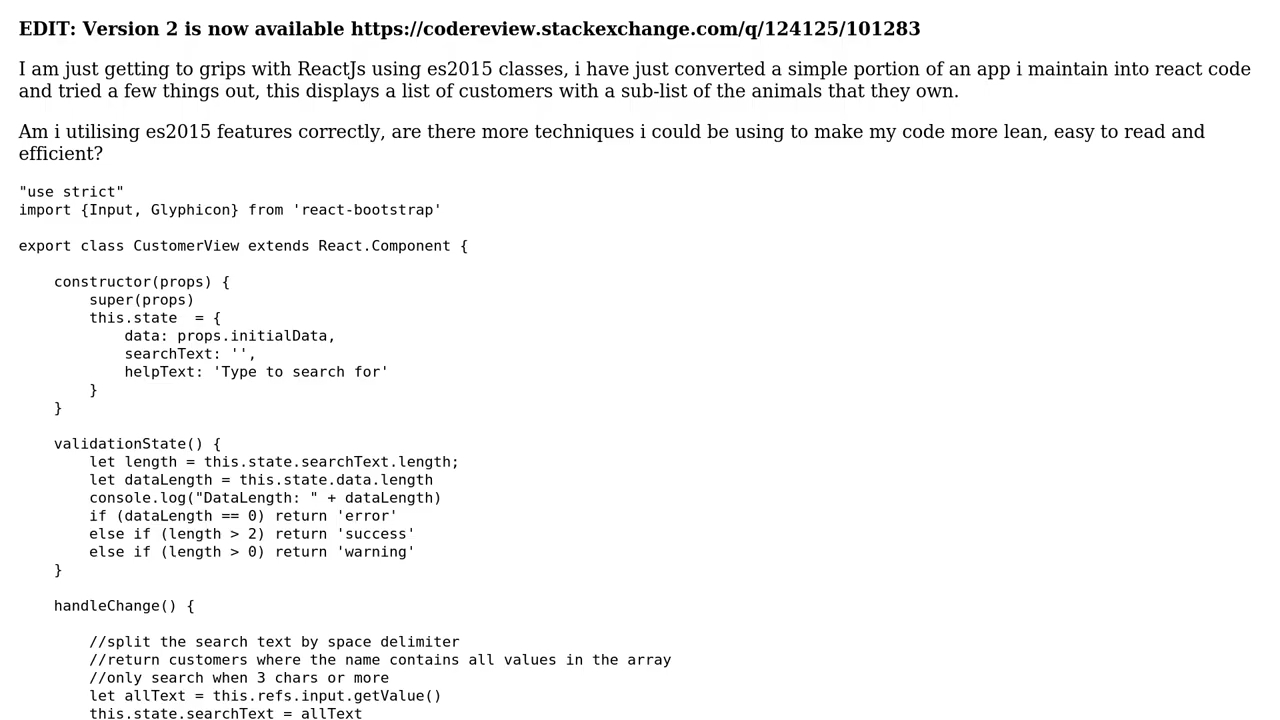 EDIT: Version 2 is now available https://codereview.stackexchange.com/q/124125/101283
I am just getting to grips with ReactJs using es2015 classes, i have just converted a simple portion of an app i maintain into react code
and tried a few things out, this displays a list of customers with a sub-list of the animals that they own.
Am i utilising es2015 features correctly, are there more techniques i could be using to make my code more lean, easy to read and
efficient?
"use strict"
import {Input, Glyphicon} from 'react-bootstrap'
export class CustomerView extends React.Component {
    constructor(props) {
        super(props)
        this.state  = {
            data: props.initialData,
            searchText: '',
            helpText: 'Type to search for'
        }
    }
    validationState() {
        let length = this.state.searchText.length;
        let dataLength = this.state.data.length
        console.log("DataLength: " + dataLength)
        if (dataLength == 0) return 'error'
        else if (length > 2) return 'success'
        else if (length > 0) return 'warning'
    }
    handleChange() {
        //split the search text by space delimiter
        //return customers where the name contains all values in the array
        //only search when 3 chars or more
        let allText = this.refs.input.getValue()
        this.state.searchText = allText